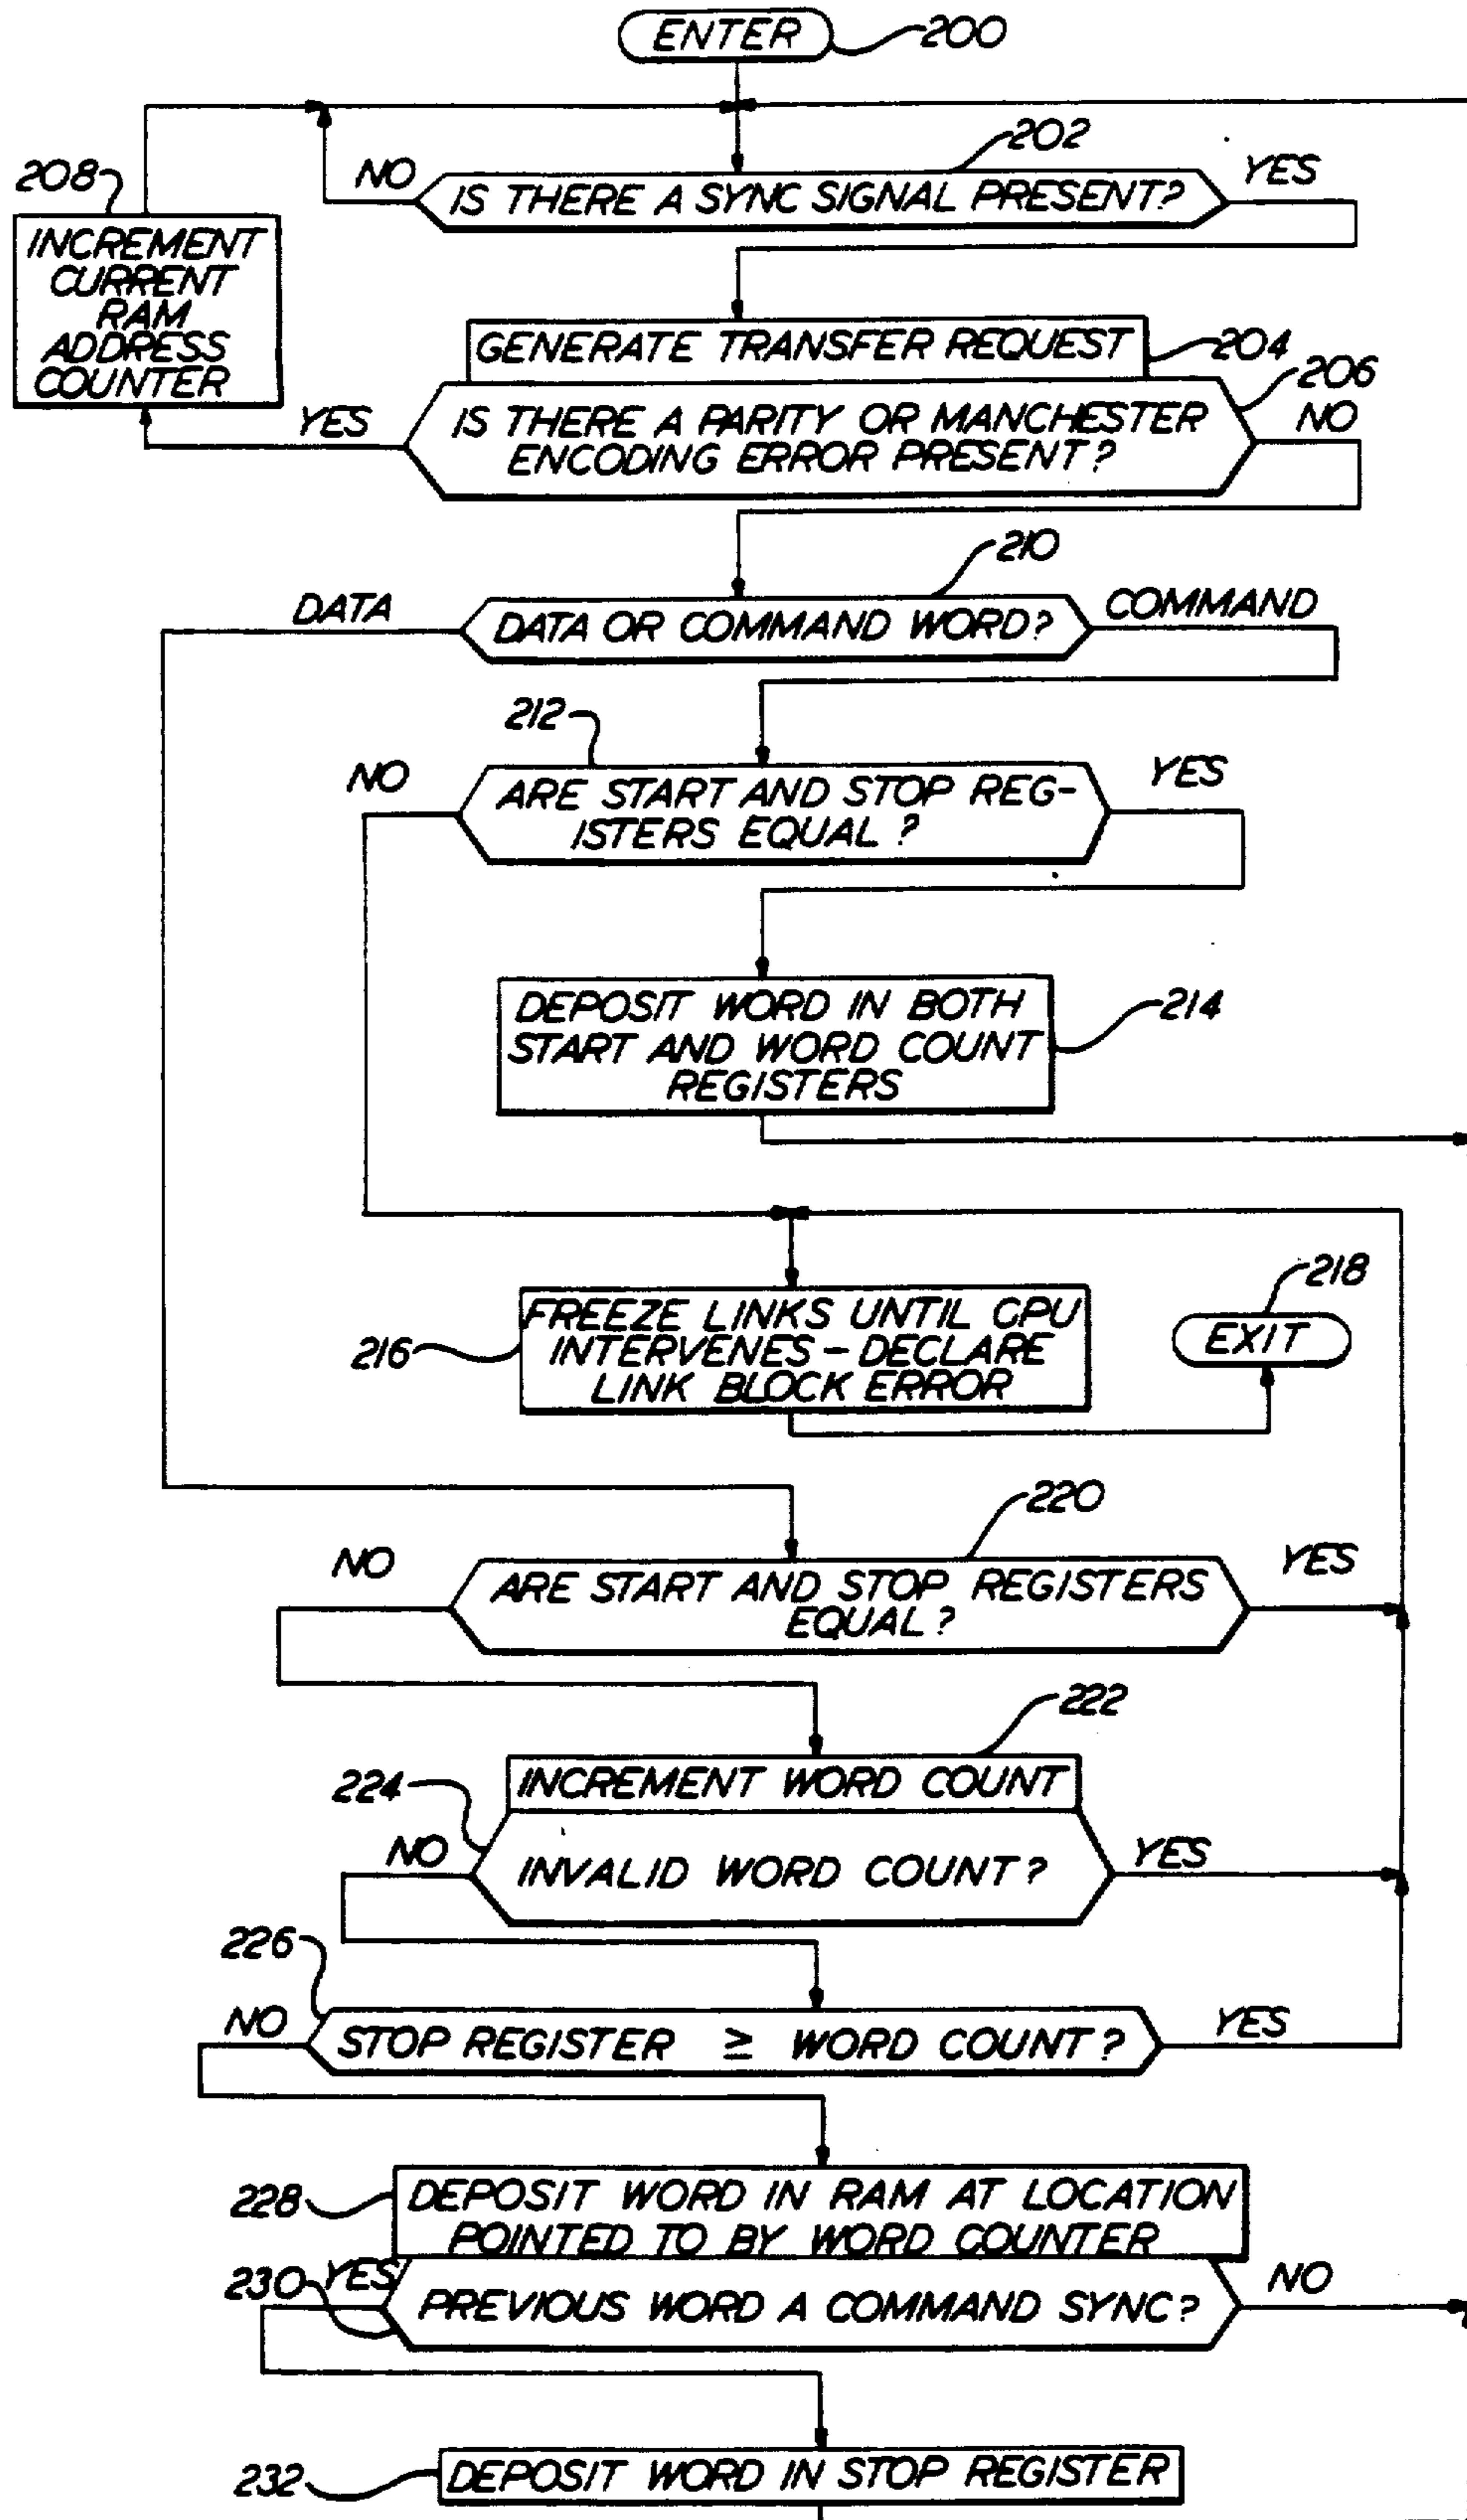 ENTER
200
202
208
NO
IS THERE A SYNC SIGNAL PRESENT?
YES
INCREMENT
CURRENT
RAM
ADDRESS
COUNTER
GENERATE TRANSFER REQUEST
204
206
YES
IS THERE A PARITY OR MANCHESTER
ENCODING ERROR PRESENT?
NO
210
DATA
DATA OR COMMAND WORD?
COMMAND
212
NO
ARE START AND STOP REG-
ISTERS EQUAL?
YES
DEPOSIT WORD IN BOTH
START AND WORD COUNT
REGISTERS
214
216
FREEZE LINKS UNTIL CPU
INTERVENES - DECLARE
LINK BLOCK ERROR
218
EXIT
220
NO
ARE START AND STOP REGISTERS
EQUAL?
YES
222
INCREMENT WORD COUNT
224
NO
INVALID WORD COUNT?
YES
226
NO
STOP REGISTER ≥ WORD COUNT?
YES
228
DEPOSIT WORD IN RAM AT LOCATION
POINTED TO BY WORD COUNTER
230
YES
PREVIOUS WORD A COMMAND SYNC?
NO
232
DEPOSIT WORD IN STOP REGISTER